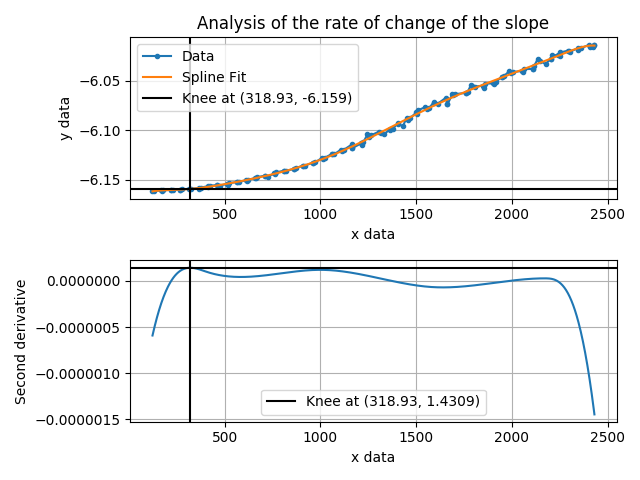 Analysis of the rate of change of the slope
Data
Spline Fit
Knee at (318.93, -6.159)
−6.05
−6.10
−6.15
y data
500
1000
1500
2000
2500
x data
0.0000000
−0.0000005
−0.0000010
−0.0000015
Second derivative
Knee at (318.93, 1.4309)
500
1000
1500
2000
2500
x data